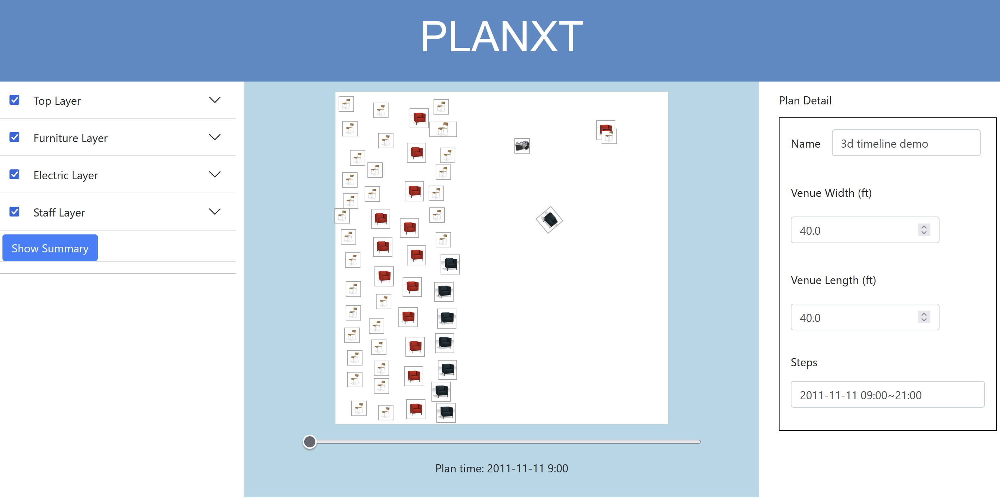 PLANXT
Top Layer
Furniture Layer
Electric Layer
Staff Layer
Show Summary
Plan time: 2011-11-11 9:00
Plan Detail
Name 3d timeline demo
Venue Width (ft)
40.0
Venue Length (ft)
40.0
Steps
2011-11-11 09:00~21:00